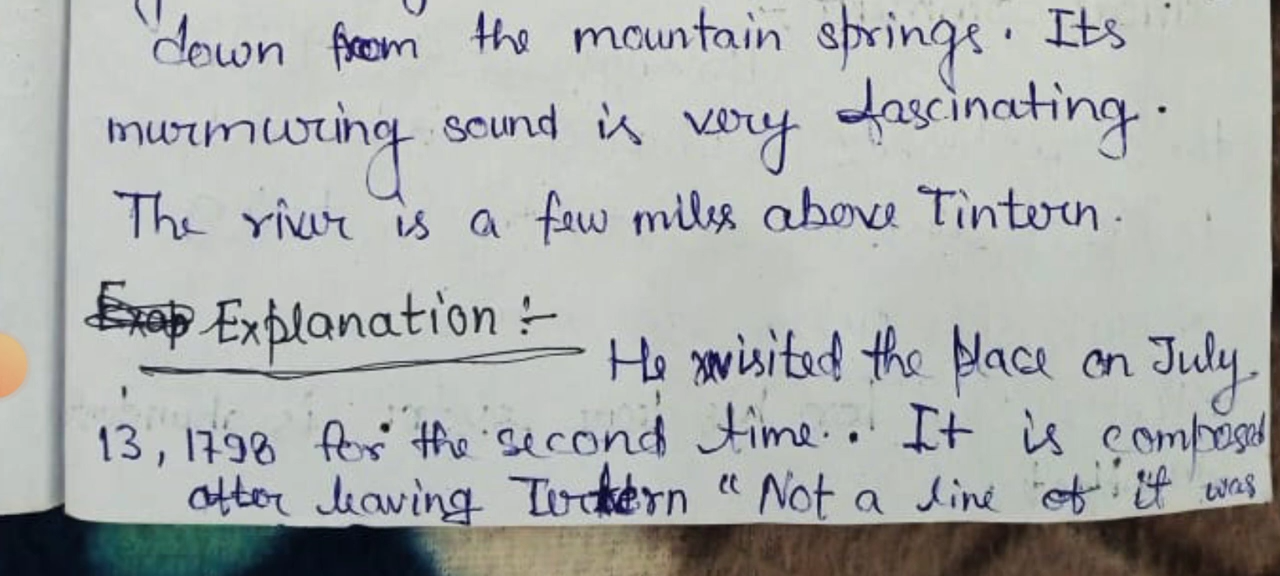 down from the mountain springs. Its
murmuring sound is very fascinating.
The river is a few miles above Tintern.
Explanation :-
He visited the place on July
13, 1798 for the second time. It is composed
after leaving Tintern "Not a line of it was